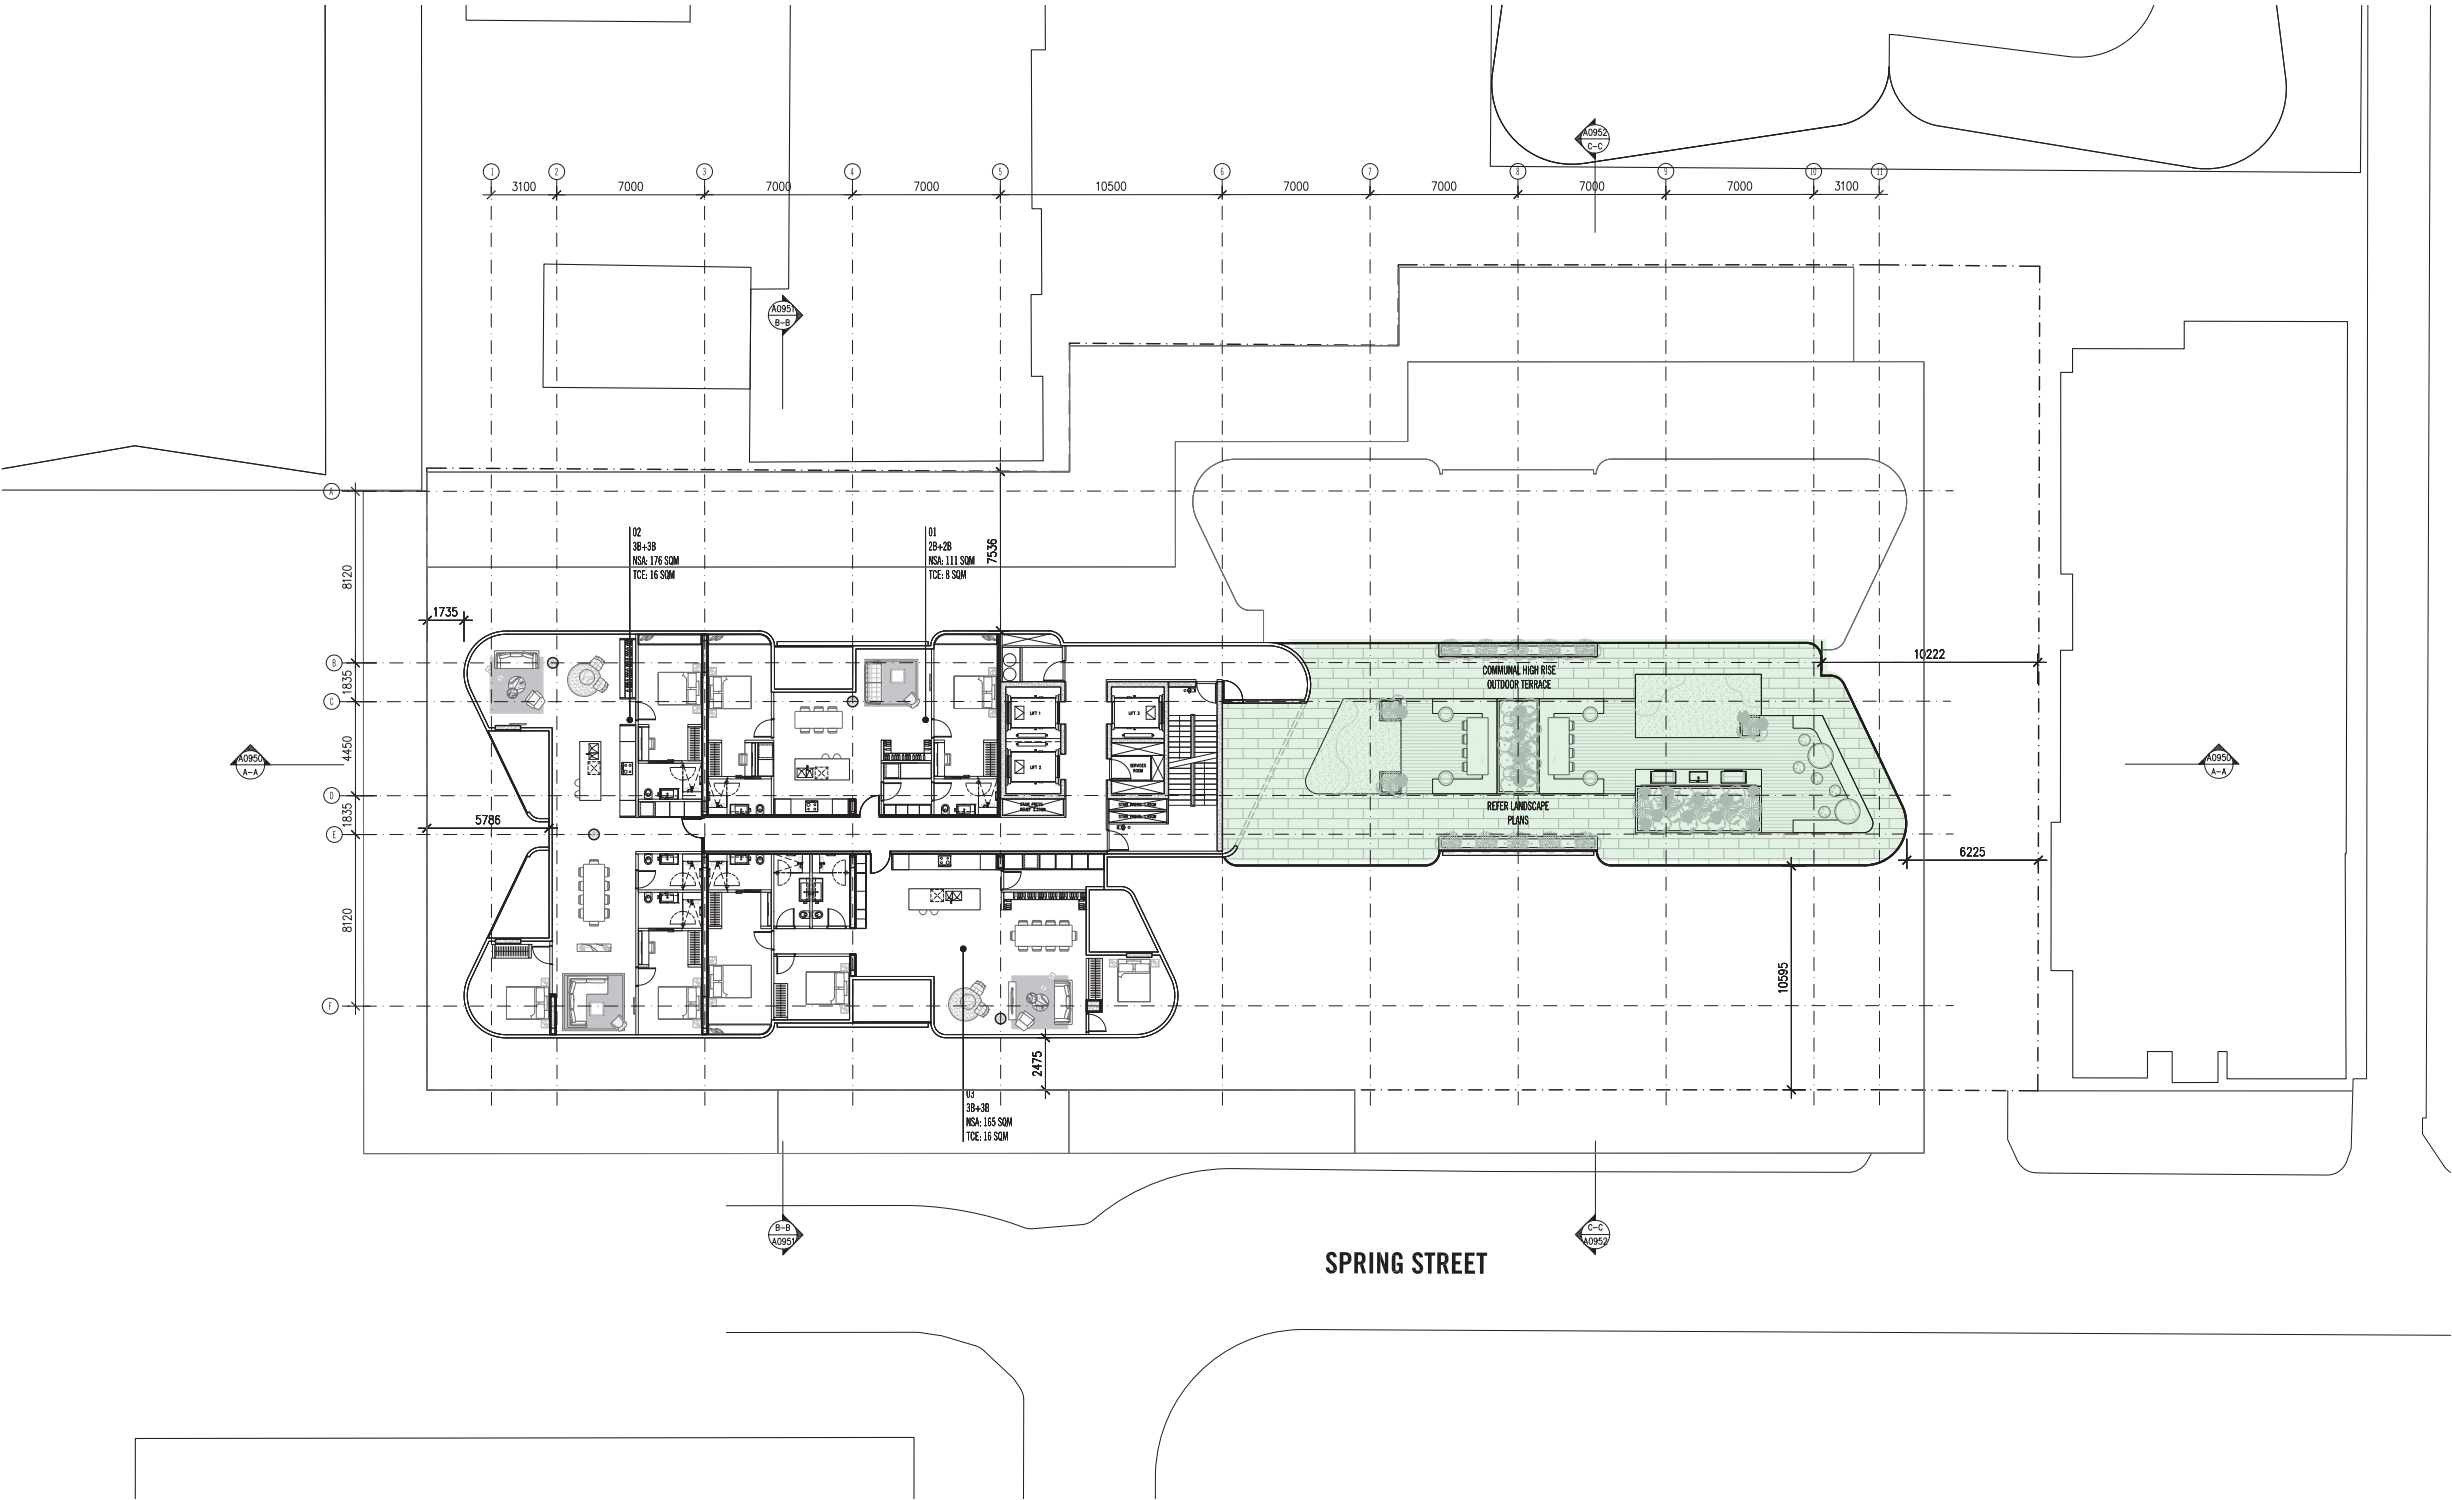 A0952
C-C
1
2
3
4
5
6
7
8
9
10
11
3100
7000
7000
7000
10500
7000
7000
7000
7000
3100
A0951
B-B
A
8120
B
1835
C
4450
D
1835
E
8120
F
02
3B+3B
NSA: 176 SQM
TCE: 16 SQM
01
2B+2B
NSA: 111 SQM
TCE: 8 SQM
7536
1735
10222
COMMUNAL HIGH RISE
OUTDOOR TERRACE
LIFT 1
LIFT 3
A0950
A-A
LIFT 2
SERVICES
ROOM
A0950
A-A
REFER LANDSCAPE
PLANS
5786
6225
10595
2475
03
3B+3B
NSA: 165 SQM
TCE: 16 SQM
B-B
A0951
C-C
A0952
SPRING STREET